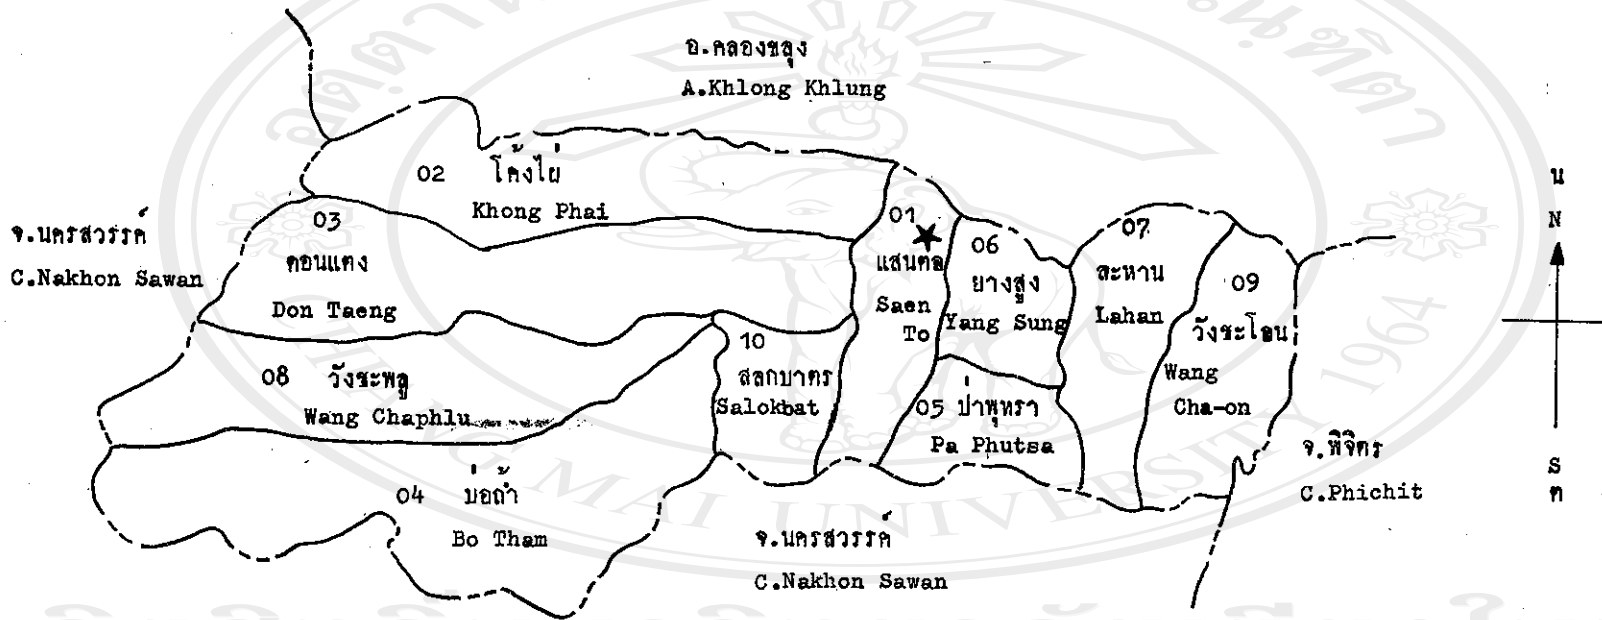 อ.คลองขลุง
A.Khlong Khlung
02 โค้งไผ่
Khong Phai
จ.นครสวรรค์
C.Nakhon Sawan
03
ดอนแตง
Don Taeng
01
แสนตอ
Saen
To
06
ยางสูง
Yang Sung
07
ละหาน
Lahan
09
วังชะโอน
Wang
Cha-on
น
N
08 วังชะพลู
Wang Chaphlu
10
สลกบาตร
Salokbat
05 ป่าพุทรา
Pa Phutsa
04 บ่อถ้ำ
Bo Tham
จ.นครสวรรค์
C.Nakhon Sawan
จ.พิจิตร
C.Phichit
S
ต
CHIANG MAI UNIVERSITY 1964